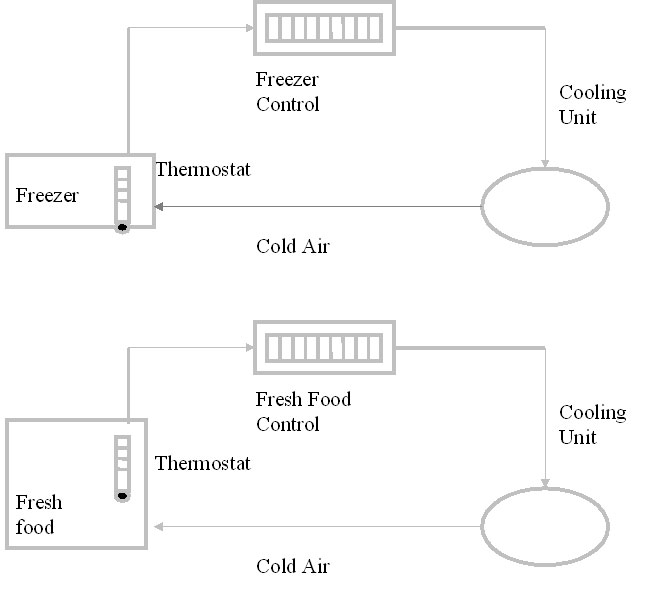 Freezer
Control
Cooling
Unit
Thermostat
Freezer
Cold Air
Fresh Food
Control
Cooling
Unit
Thermostat
Fresh
food
Cold Air